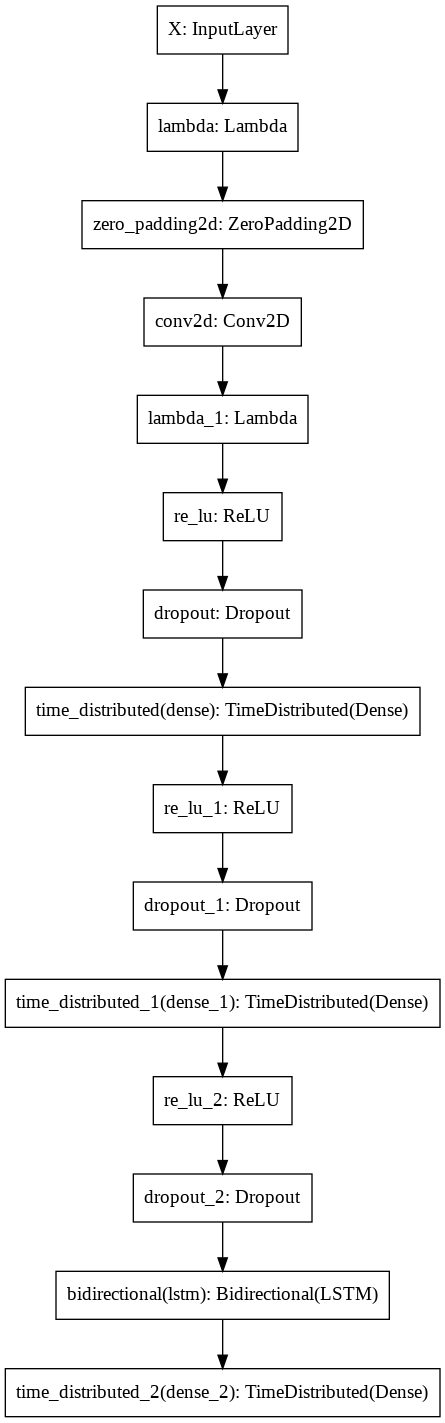 X: InputLayer
lambda: Lambda
zero_padding2d: ZeroPadding2D
conv2d: Conv2D
lambda_1: Lambda
re_lu: ReLU
dropout: Dropout
time_distributed(dense): TimeDistributed(Dense)
re_lu_1: ReLU
dropout_1: Dropout
time_distributed_1(dense_1): TimeDistributed(Dense)
re_lu_2: ReLU
dropout_2: Dropout
bidirectional(lstm): Bidirectional(LSTM)
time_distributed_2(dense_2): TimeDistributed(Dense)